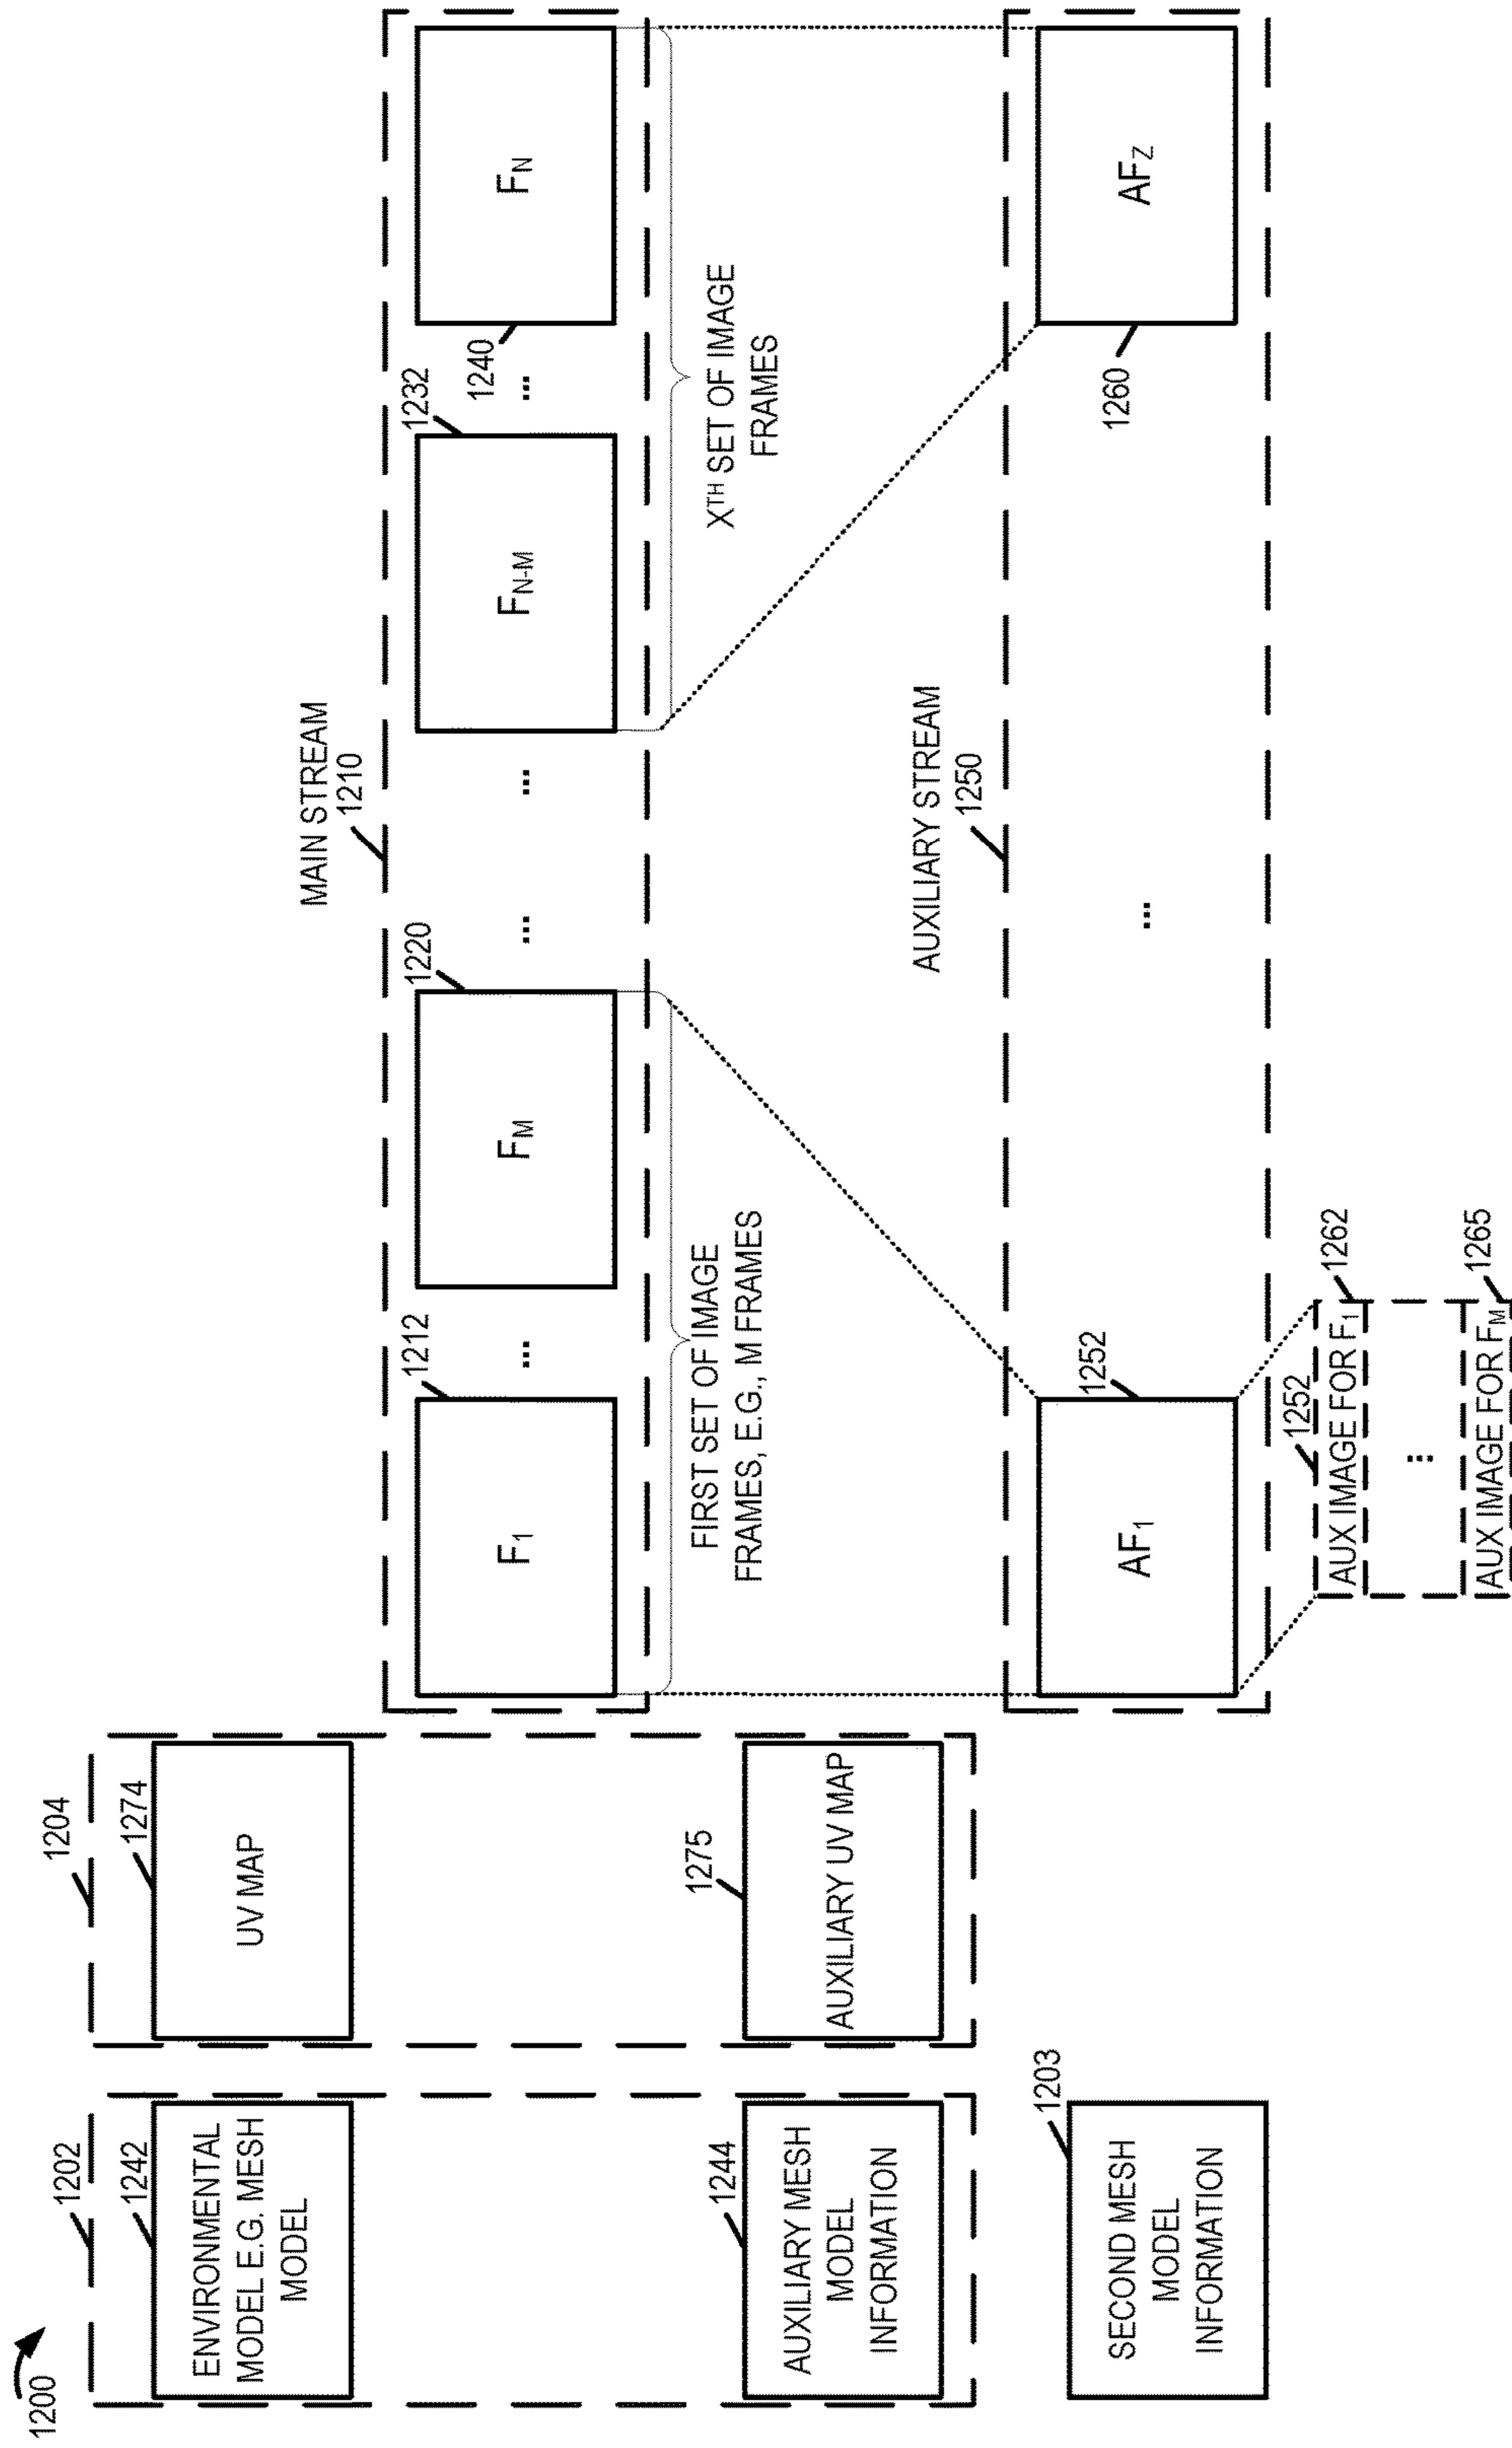 1200
1202
1242
ENVIRONMENTAL
MODEL E.G. MESH
MODEL
1244
AUXILIARY MESH
MODEL
INFORMATION
1203
SECOND MESH
MODEL
INFORMATION
1204
1274
UV MAP
1275
AUXILIARY UV MAP
MAIN STREAM
1210
1212
F1
...
1220
FM
...
...
1232
FN-M
...
1240
FN
FIRST SET OF IMAGE
FRAMES, E.G., M FRAMES
XTH SET OF IMAGE
FRAMES
AUXILIARY STREAM
1250
1252
AF1
...
1260
AFZ
1252
AUX IMAGE FOR F1
1262
...
AUX IMAGE FOR FM
1265